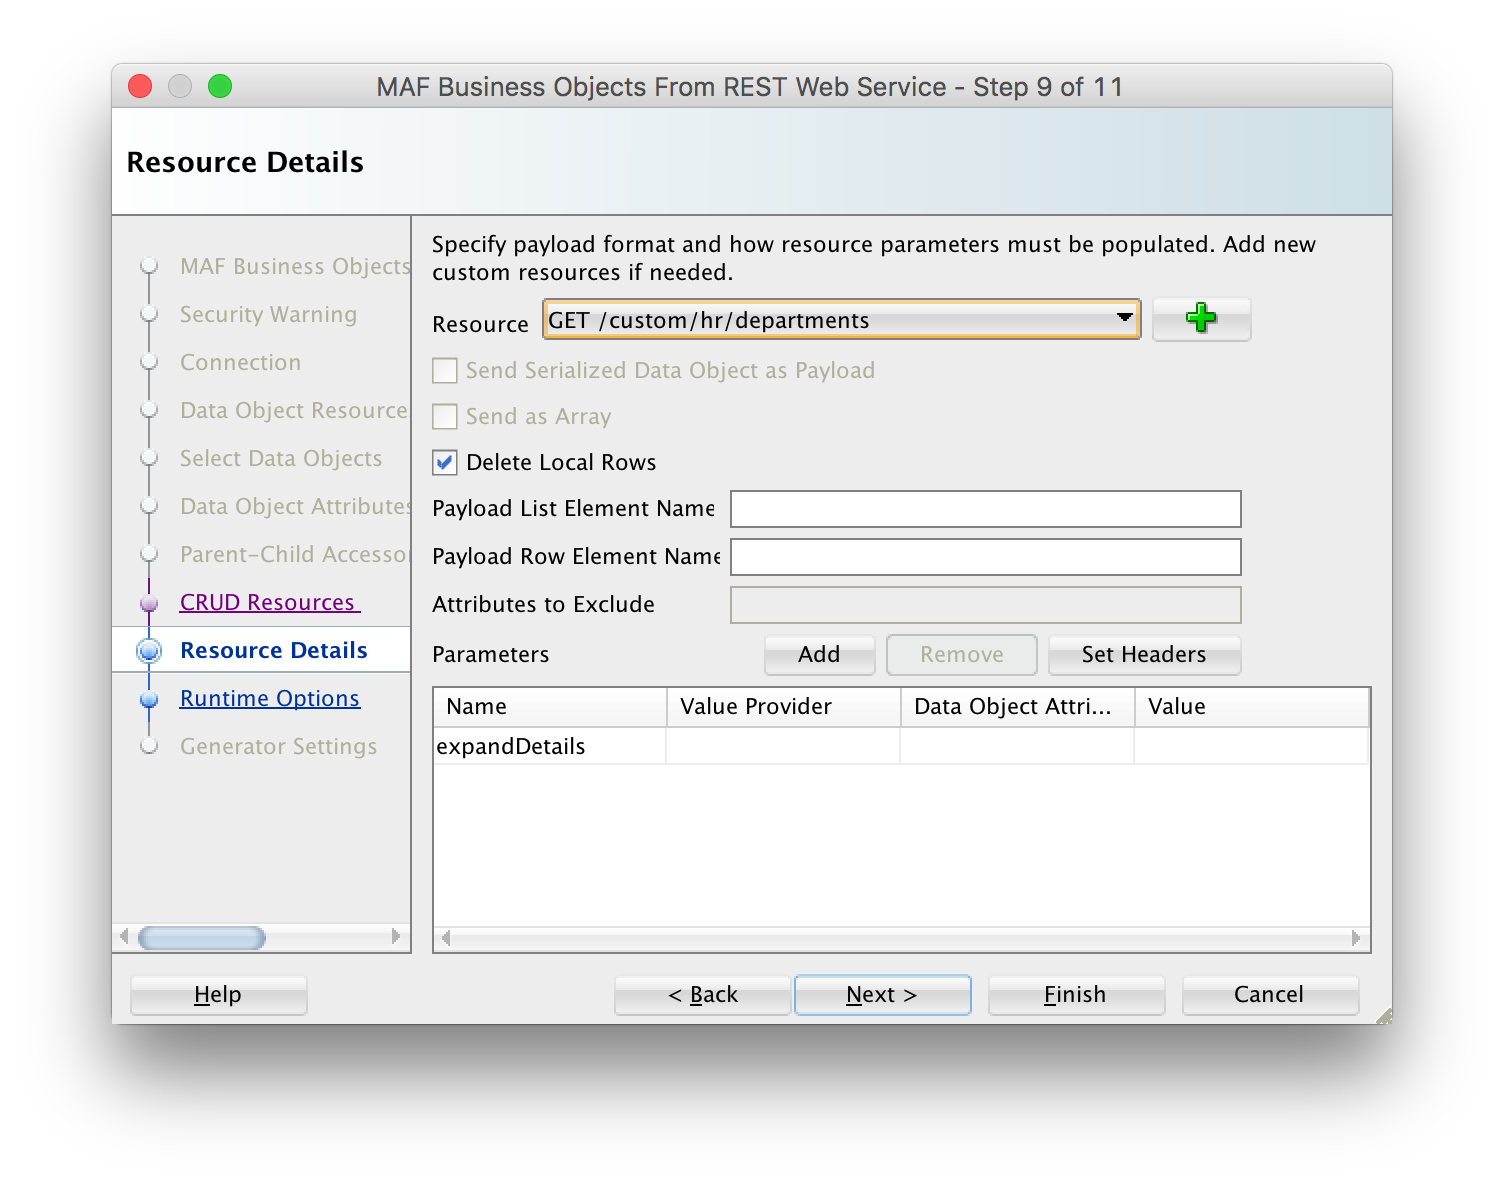 MAF Business Objects From REST Web Service - Step 9 of 11
Resource Details
MAF Business Objects
Security Warning
Connection
Data Object Resource
Select Data Objects
Data Object Attributes
Parent-Child Accesso
CRUD Resources
Resource Details
Runtime Options
Generator Settings
Specify payload format and how resource parameters must be populated. Add new
custom resources if needed.
Resource GET /custom/hr/departments
Send Serialized Data Object as Payload
Send as Array
Delete Local Rows
Payload List Element Name
Payload Row Element Name
Attributes to Exclude
Parameters Add Remove Set Headers
Name Value Provider Data Object Attri... Value
expandDetails
Help < Back Next > Finish Cancel